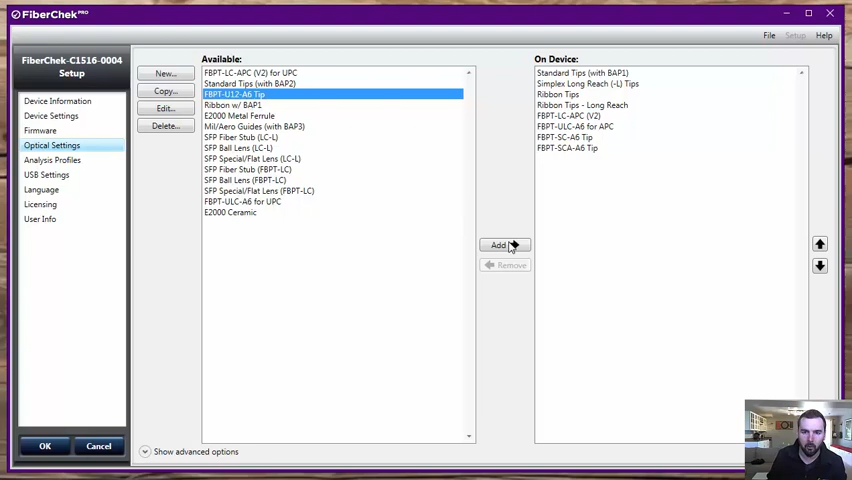 FiberChekPRO
File Setup Help
FiberChek-C1516-0004
Setup
Device Information
Device Settings
Firmware
Optical Settings
Analysis Profiles
USB Settings
Language
Licensing
User Info
OK
Cancel
New...
Copy...
Edit...
Delete...
Available:
FBPT-LC-APC (V2) for UPC
Standard Tips (with BAP2)
FBPT-U12-A6 Tip
Ribbon w/ BAP1
E2000 Metal Ferrule
Mil/Aero Guides (with BAP3)
SFP Fiber Stub (LC-L)
SFP Ball Lens (LC-L)
SFP Special/Flat Lens (LC-L)
SFP Fiber Stub (FBPT-LC)
SFP Ball Lens (FBPT-LC)
SFP Special/Flat Lens (FBPT-LC)
FBPT-ULC-A6 for UPC
E2000 Ceramic
Show advanced options
Add
Remove
On Device:
Standard Tips (with BAP1)
Simplex Long Reach (-L) Tips
Ribbon Tips
Ribbon Tips - Long Reach
FBPT-LC-APC (V2)
FBPT-ULC-A6 for APC
FBPT-SC-A6 Tip
FBPT-SCA-A6 Tip